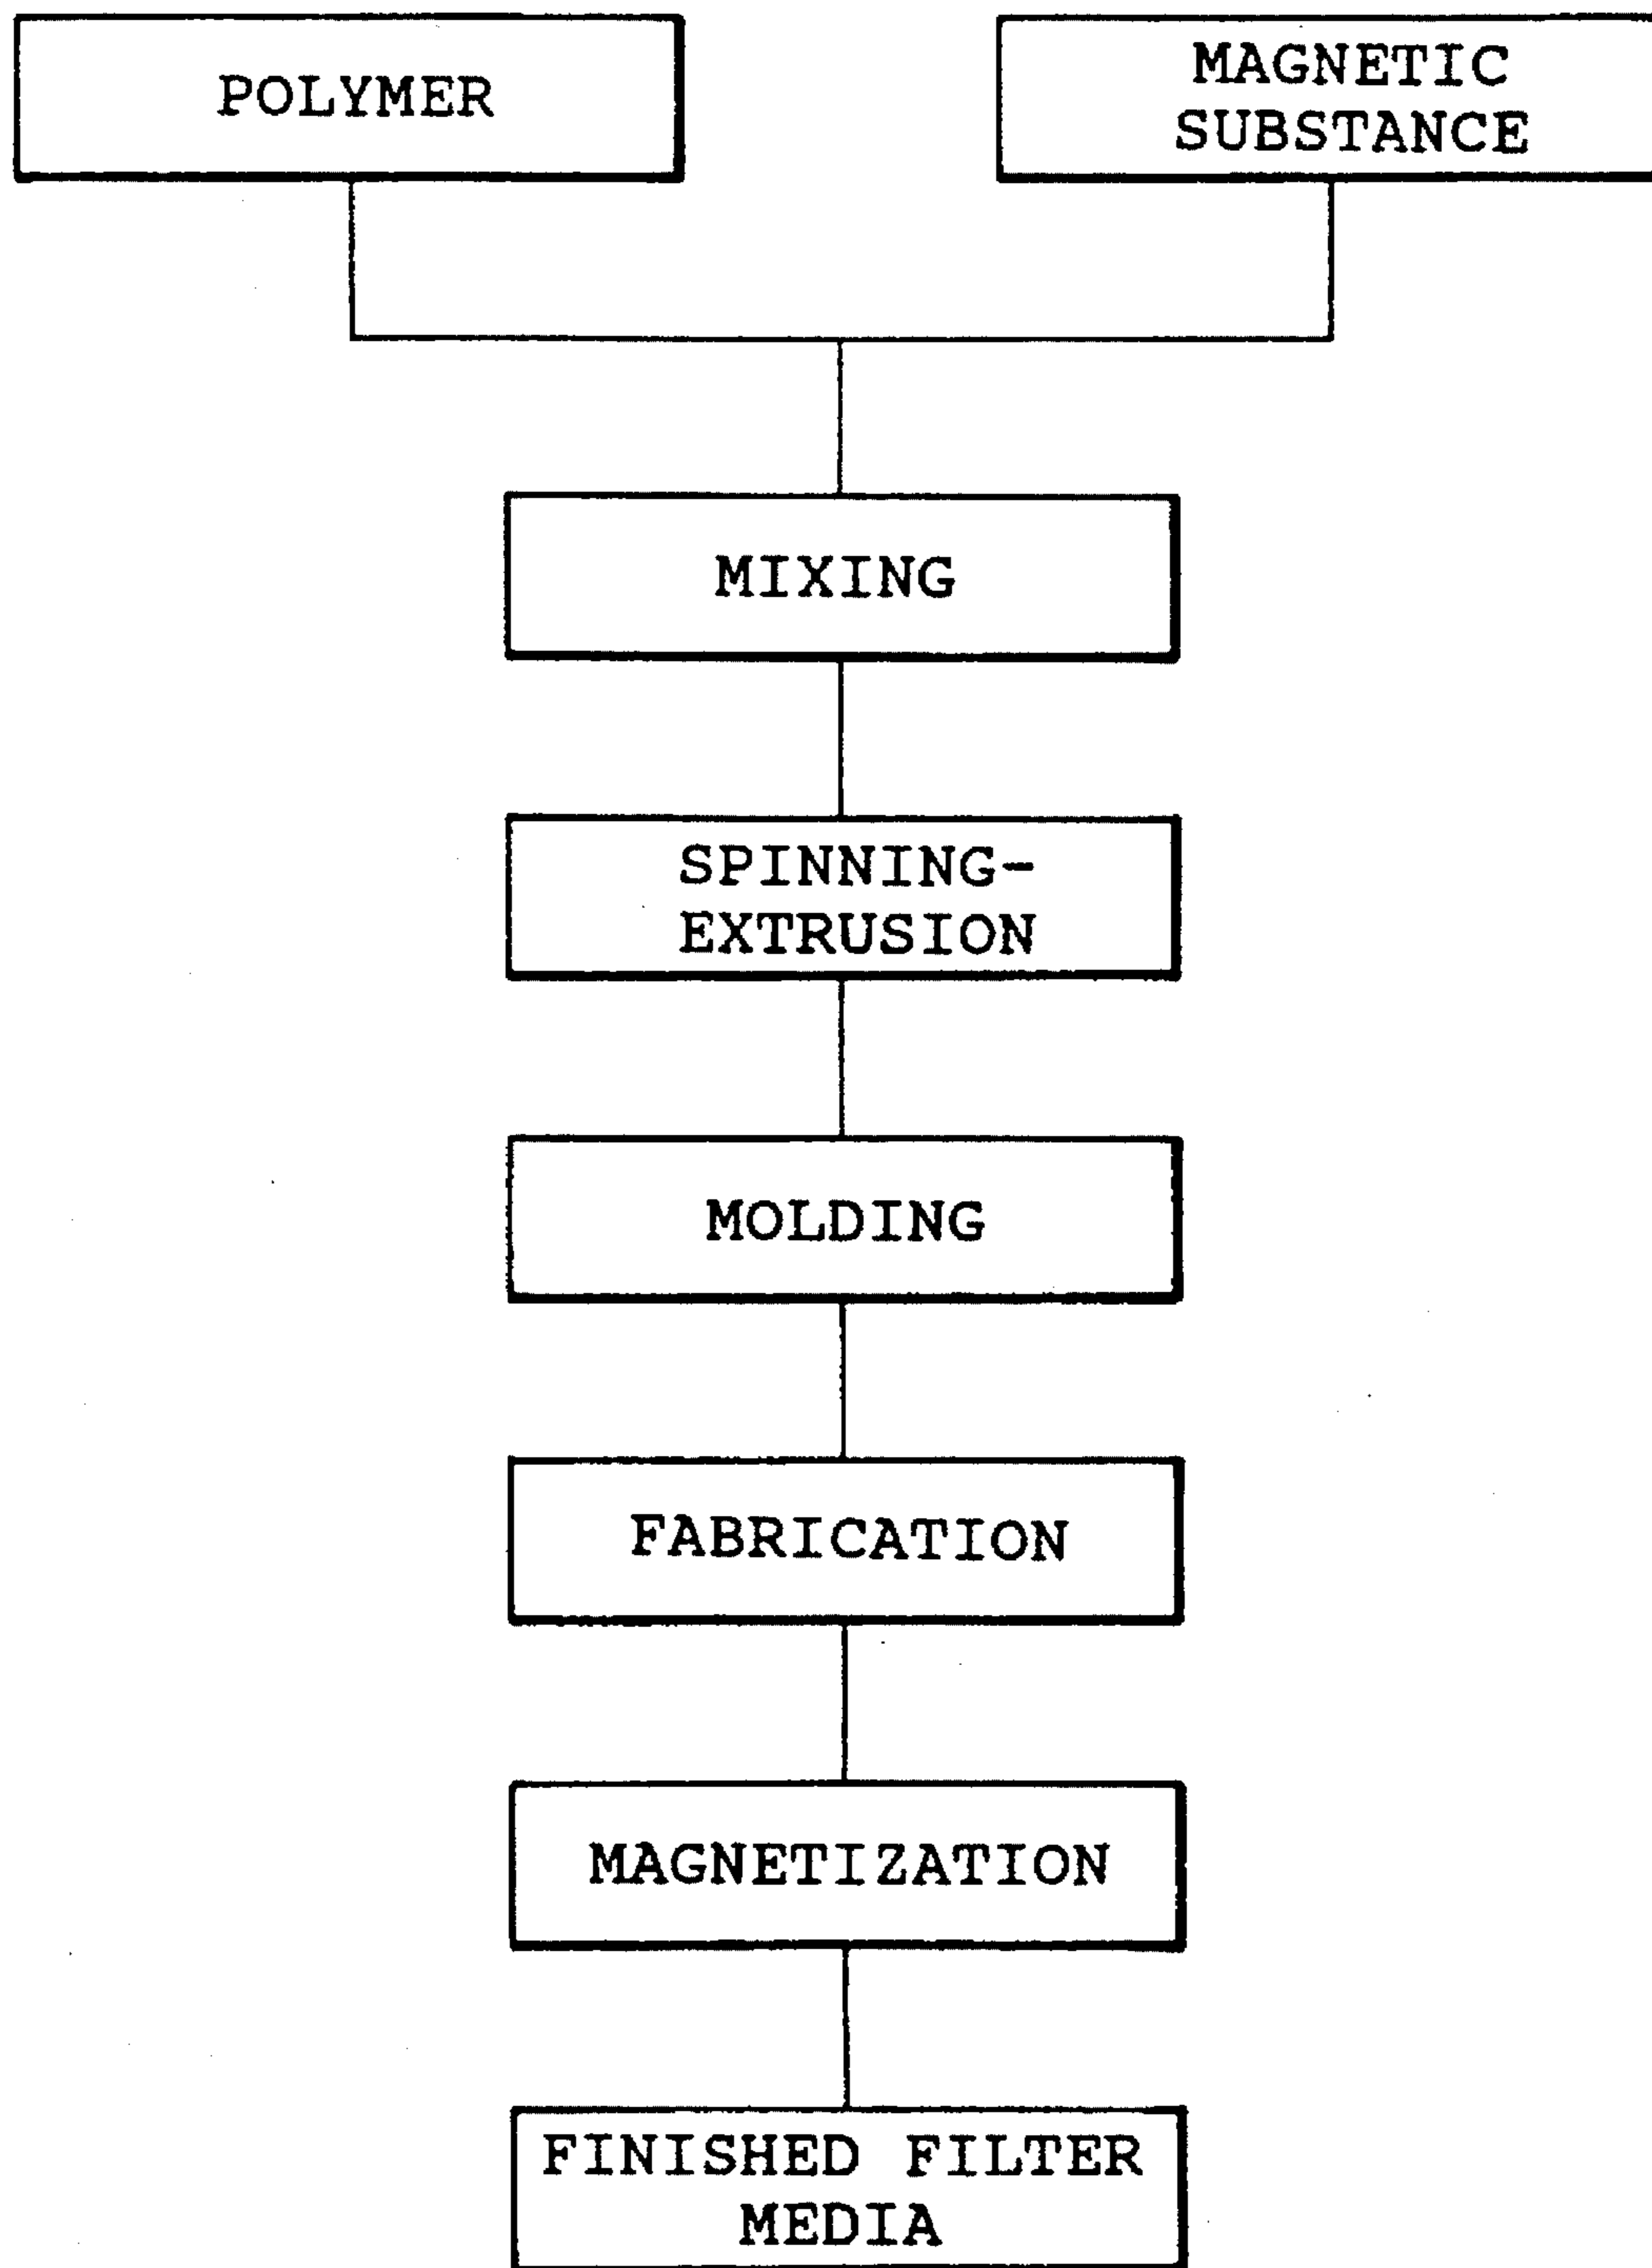 POLYMER
MAGNETIC
SUBSTANCE
MIXING
SPINNING-
EXTRUSION
MOLDING
FABRICATION
MAGNETIZATION
FINISHED FILTER
MEDIA